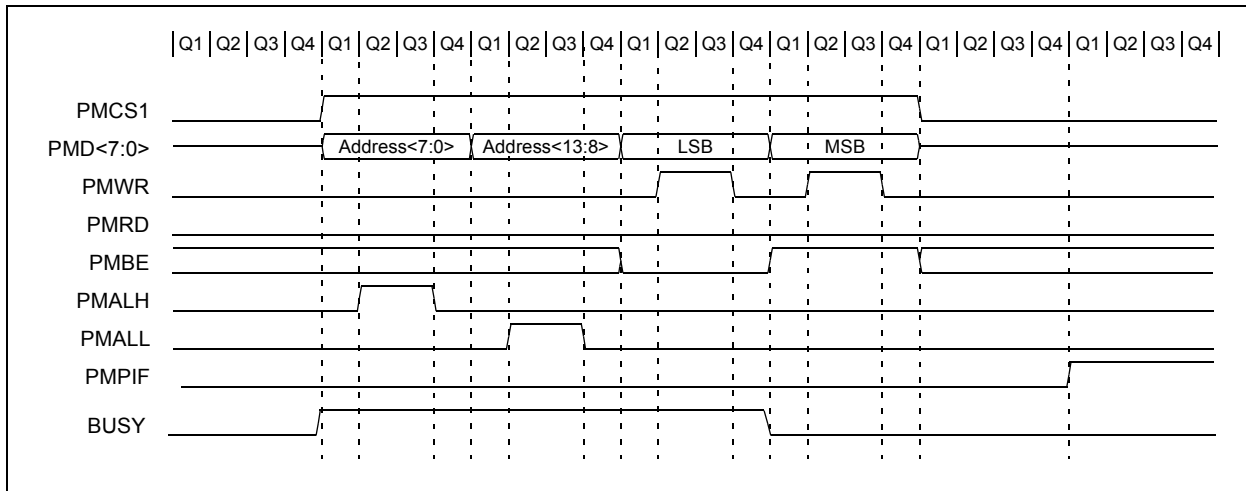 Q1 Q2 Q3 Q4 Q1 Q2 Q3 Q4 Q1 Q2 Q3 Q4 Q1 Q2 Q3 Q4 Q1 Q2 Q3 Q4 Q1 Q2 Q3 Q4 Q1 Q2 Q3 Q4
PMCS1
PMD<7:0> Address<7:0> Address<13:8> LSB MSB
PMWR
PMRD
PMBE
PMALH
PMALL
PMPIF
BUSY